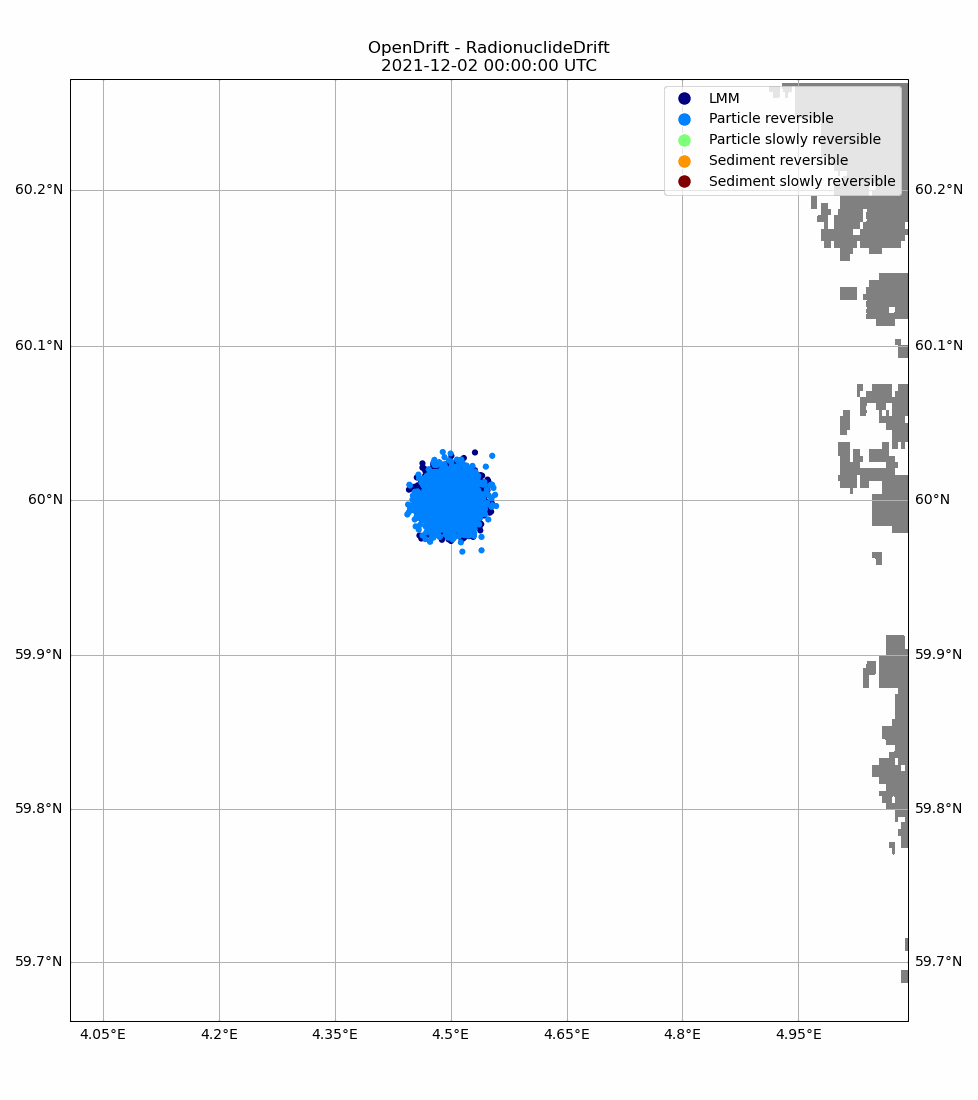 OpenDrift - RadionuclideDrift
2021-12-02 00:00:00 UTC
LMM
Particle reversible
Particle slowly reversible
Sediment reversible
Sediment slowly reversible
60.2°N 60.2°N
60.1°N 60.1°N
60°N 60°N
59.9°N 59.9°N
59.8°N 59.8°N
59.7°N 59.7°N
4.05°E 4.2°E 4.35°E 4.5°E 4.65°E 4.8°E 4.95°E